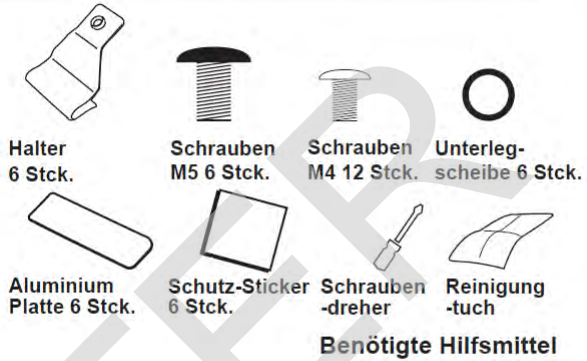 Halter
6 Stck.
Schrauben
M5 6 Stck.
Schrauben
M4 12 Stck.
Unterleg-
scheibe 6 Stck.
Aluminium
Platte 6 Stck.
Schutz-Sticker
6 Stck.
Schrauben
-dreher
Reinigung
-tuch
Benötigte Hilfsmittel